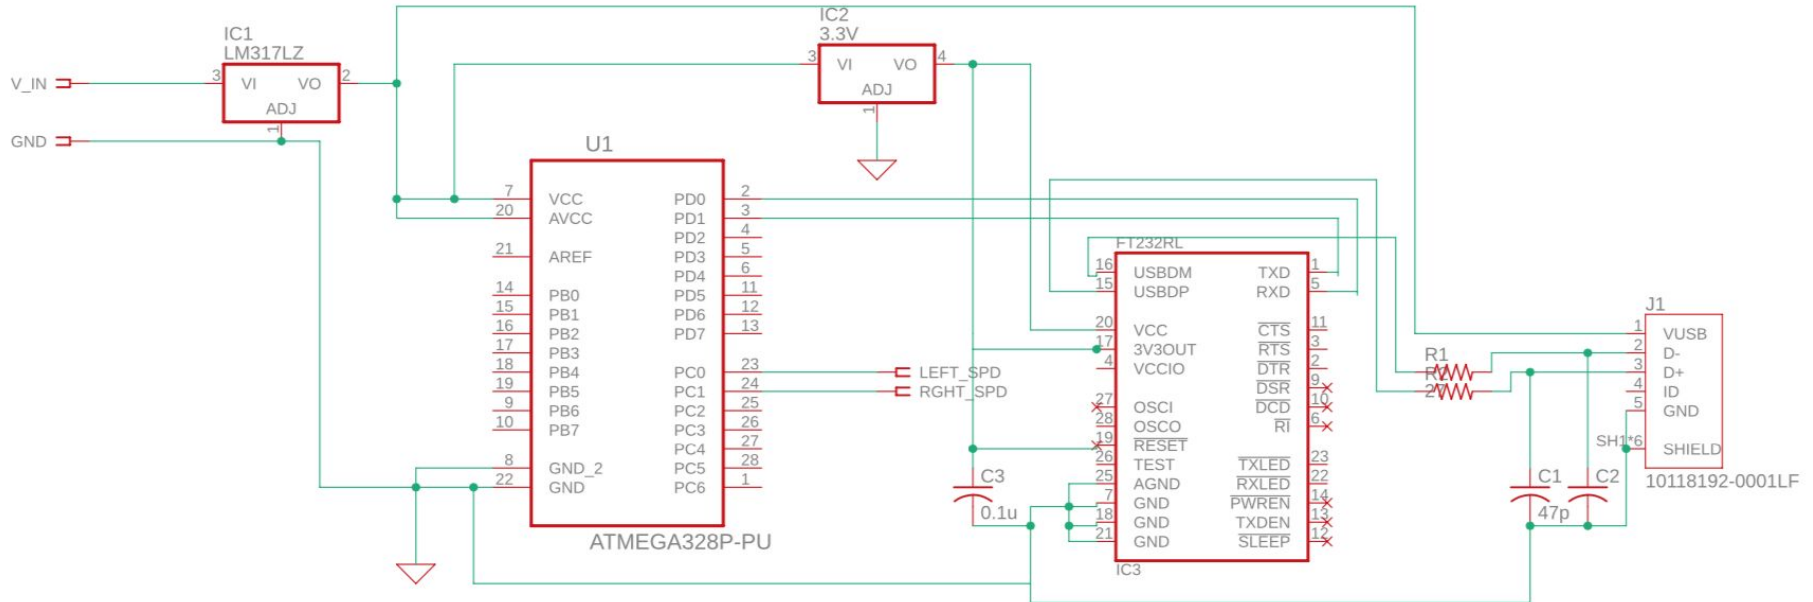 IC1
LM317LZ
V_IN
3
VI
VO
2
ADJ
1
GND
IC2
3.3V
3
VI
VO
4
ADJ
1
U1
7
VCC
20
AVCC
21
AREF
14
PB0
15
PB1
16
PB2
17
PB3
18
PB4
19
PB5
9
PB6
10
PB7
8
GND_2
22
GND
PD0
2
PD1
3
PD2
4
PD3
5
PD4
6
PD5
11
PD6
12
PD7
13
PC0
23
PC1
24
PC2
25
PC3
26
PC4
27
PC5
28
PC6
1
ATMEGA328P-PU
LEFT_SPD
RGHT_SPD
C3
0.1u
FT232RL
16
USBDM
15
USBDP
20
VCC
17
3V3OUT
4
VCCIO
27
OSCI
28
OSCO
19
RESET
26
TEST
25
AGND
7
GND
18
GND
21
GND
TXD
1
RXD
5
CTS
11
RTS
3
DTR
2
DSR
9
DCD
10
RI
6
TXLED
23
RXLED
22
PWREN
14
TXDEN
13
SLEEP
12
IC3
R1
J1
1
VUSB
2
D-
3
D+
4
ID
5
GND
SH1*6
SHIELD
10118192-0001LF
C1
47p
C2